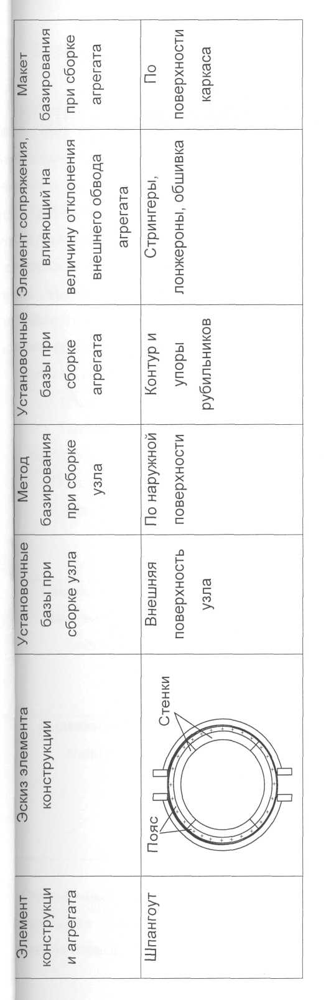 Элемент
конструкци
и агрегата
Эскиз элемента
конструкции
Установочные
базы при
сборке узла
Метод
базирования
при сборке
узла
Установочные
базы при
сборке
агрегата
Элемент сопряжения,
влияющий на
величину отклонения
внешнего обвода
агрегата
Макет
базирования
при сборке
агрегата
Шпангоут
Пояс
Стенки
Внешняя
поверхность
узла
По наружной
поверхности
Контур и
упоры
рубильников
Стрингеры,
лонжероны, обшивка
По
поверхности
каркаса